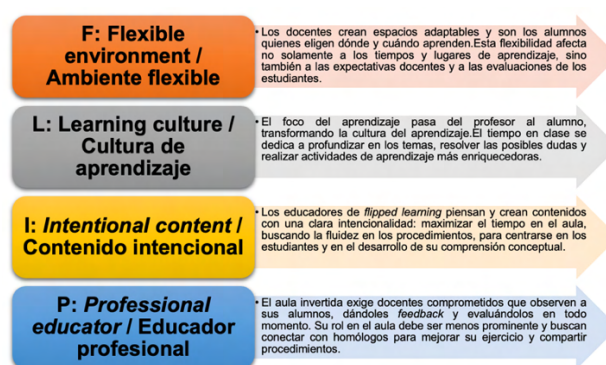 F: Flexible
environment /
Ambiente flexible
• Los docentes crean espacios adaptables y son los alumnos
quienes eligen dónde y cuándo aprenden.Esta flexibilidad afecta
no solamente a los tiempos y lugares de aprendizaje, sino
también a las expectativas docentes y a las evaluaciones de los
estudiantes.
L: Learning culture /
Cultura de
aprendizaje
• El foco del aprendizaje pasa del profesor al alumno,
transformando la cultura del aprendizaje.El tiempo en clase se
dedica a profundizar en los temas, resolver las posibles dudas y
realizar actividades de aprendizaje más enriquecedoras.
I: Intentional content /
Contenido intencional
• Los educadores de flipped learning piensan y crean contenidos
con una clara intencionalidad: maximizar el tiempo en el aula,
buscando la fluidez en los procedimientos, para centrarse en los
estudiantes y en el desarrollo de su comprensión conceptual.
P: Professional
educator / Educador
profesional
• El aula invertida exige docentes comprometidos que observen a
sus alumnos, dándoles feedback y evaluándolos en todo
momento. Su rol en el aula debe ser menos prominente y buscan
conectar con homólogos para mejorar su ejercicio y compartir
procedimientos.